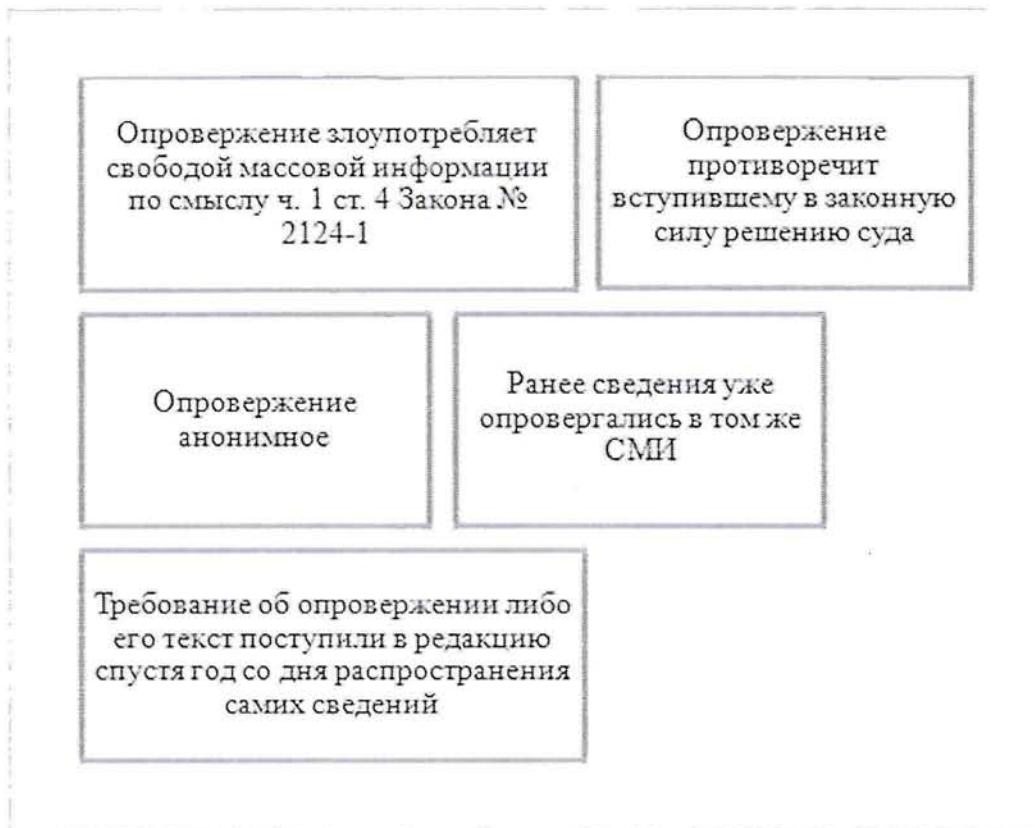 Опровержение злоупотребляет
свободой массовой информации
по смыслу ч. 1 ст. 4 Закона №
2124-1
Опровержение
противоречит
вступившему в законную
силу решению суда
Опровержение
анонимное
Ранее сведения уже
опровергались в том же
СМИ
Требование об опровержении либо
его текст поступили в редакцию
спустя год со дня распространения
самих сведений